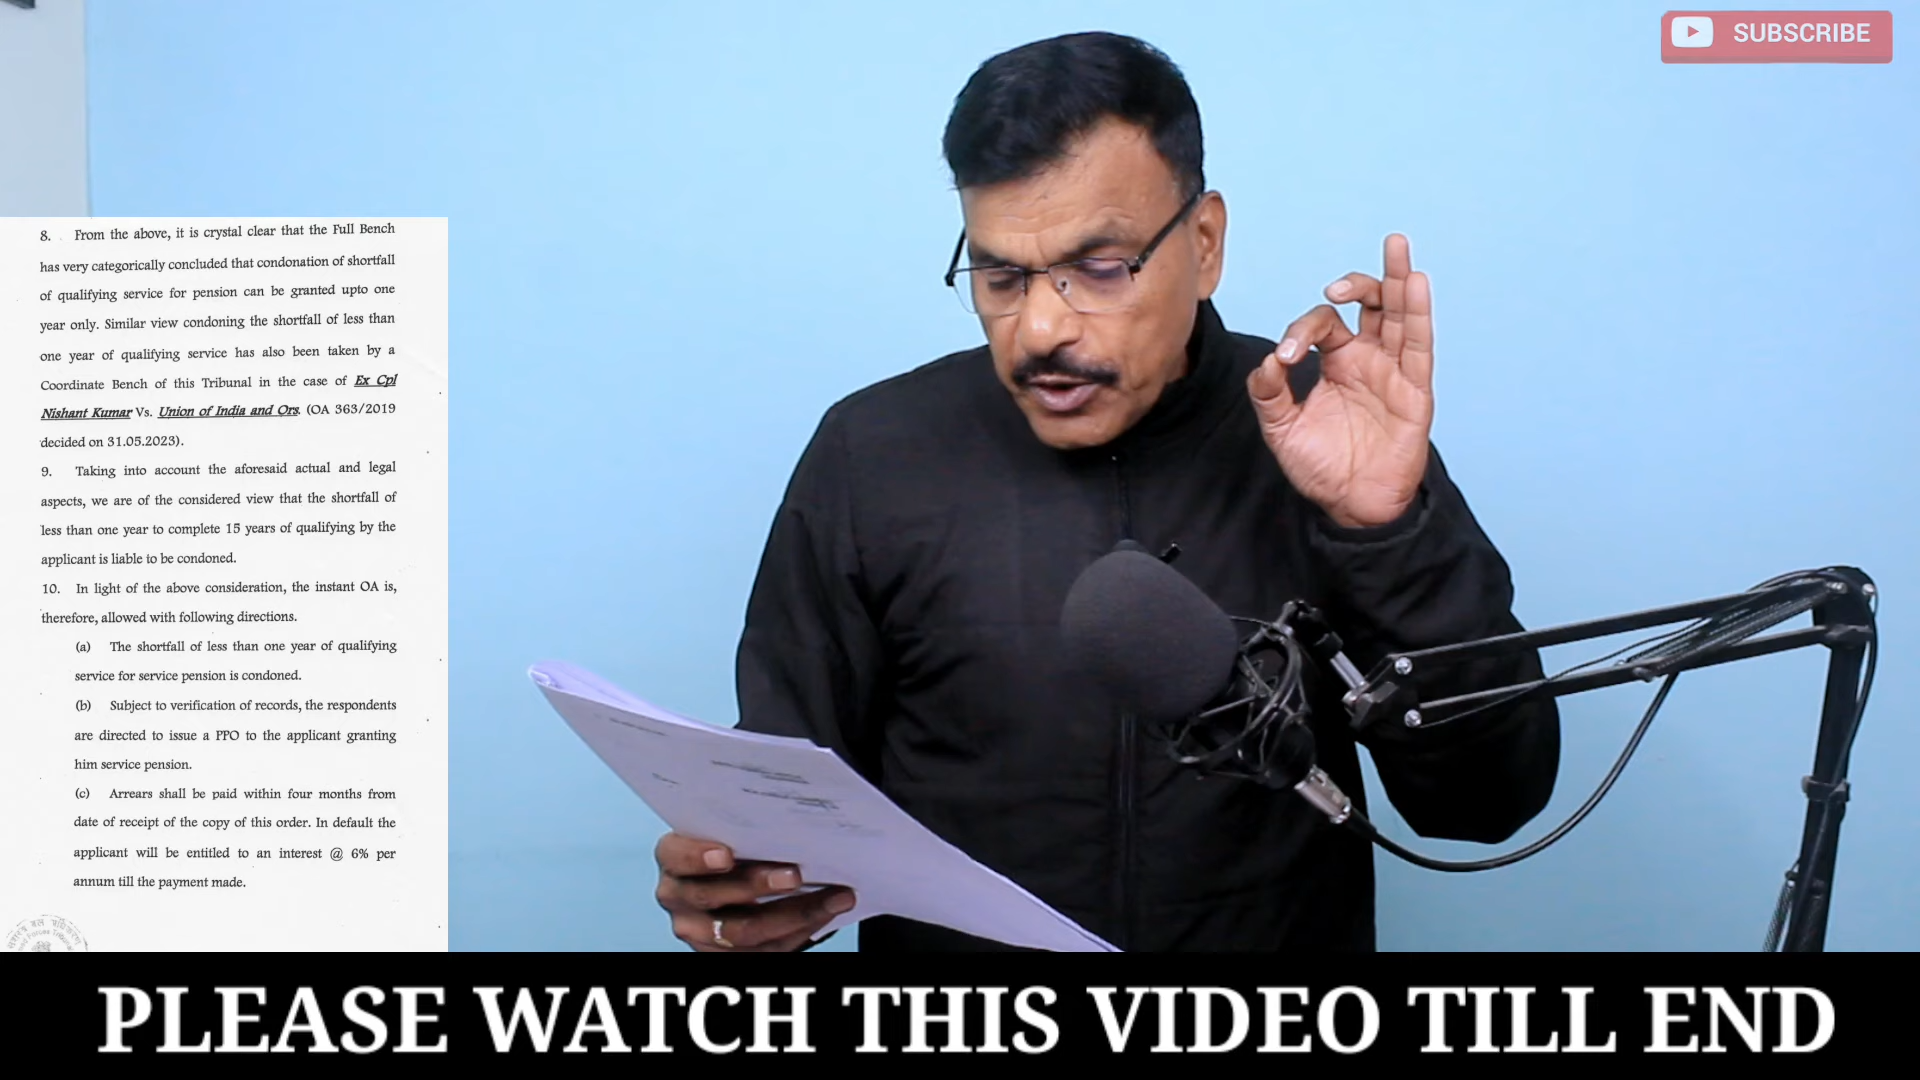 SUBSCRIBE
8. From the above, it is crystal clear that the Full Bench
has very categorically concluded that condonation of shortfall
of qualifying service for pension can be granted upto one
year only. Similar view condoning the shortfall of less than
one year of qualifying service has also been taken by a
Coordinate Bench of this Tribunal in the case of Ex Cpl
Nishant Kumar Vs. Union of India and Ors. (OA 363/2019
decided on 31.05.2023).
9. Taking into account the aforesaid actual and legal
aspects, we are of the considered view that the shortfall of
less than one year to complete 15 years of qualifying by the
applicant is liable to be condoned.
10. In light of the above consideration, the instant OA is,
therefore, allowed with following directions.
(a) The shortfall of less than one year of qualifying
service for service pension is condoned.
(b) Subject to verification of records, the respondents
are directed to issue a PPO to the applicant granting
him service pension.
(c) Arrears shall be paid within four months from
date of receipt of the copy of this order. In default the
applicant will be entitled to an interest @ 6% per
annum till the payment made.
PLEASE WATCH THIS VIDEO TILL END